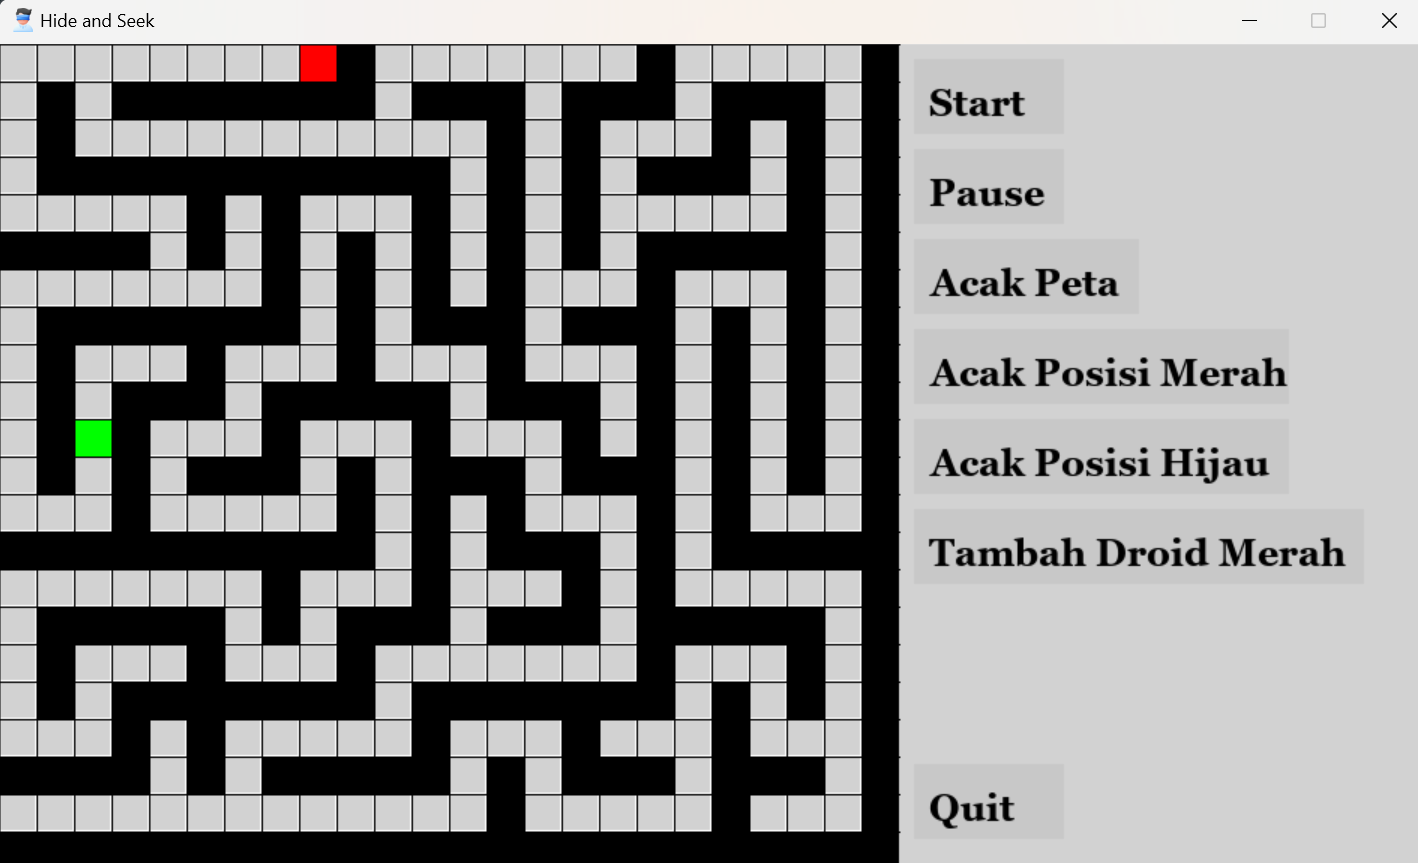 Hide and Seek
Start
Pause
Acak Peta
Acak Posisi Merah
Acak Posisi Hijau
Tambah Droid Merah
Quit